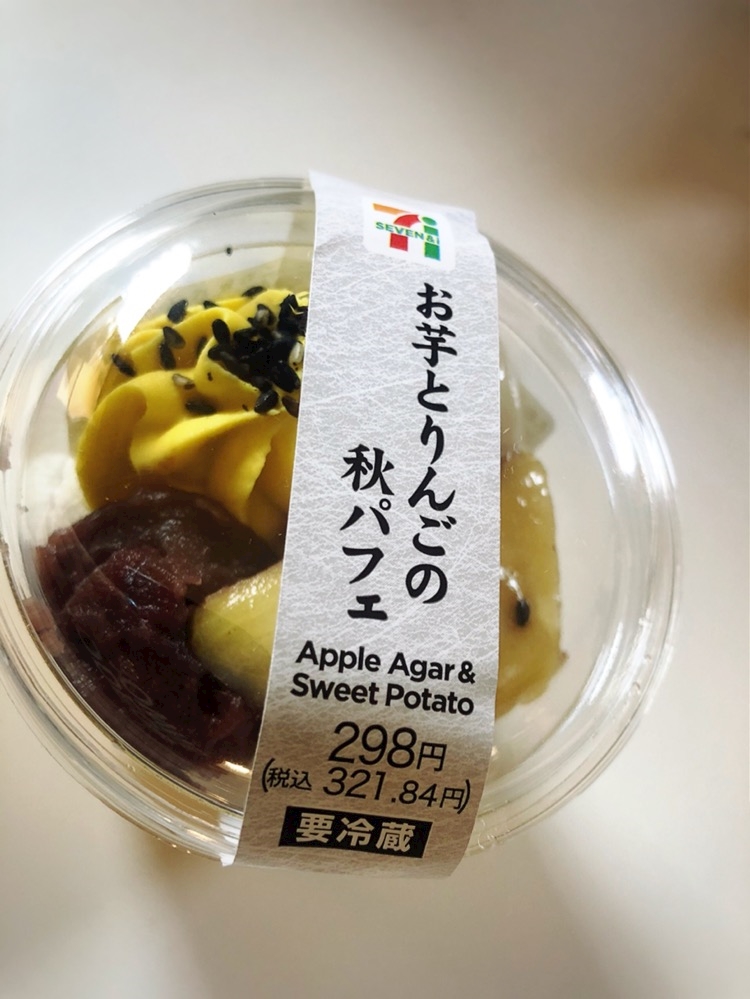 SEVEN&i
お芋とりんごの
秋パフェ
Apple Agar &
Sweet Potato
298円
(税込 321.84円)
要冷蔵